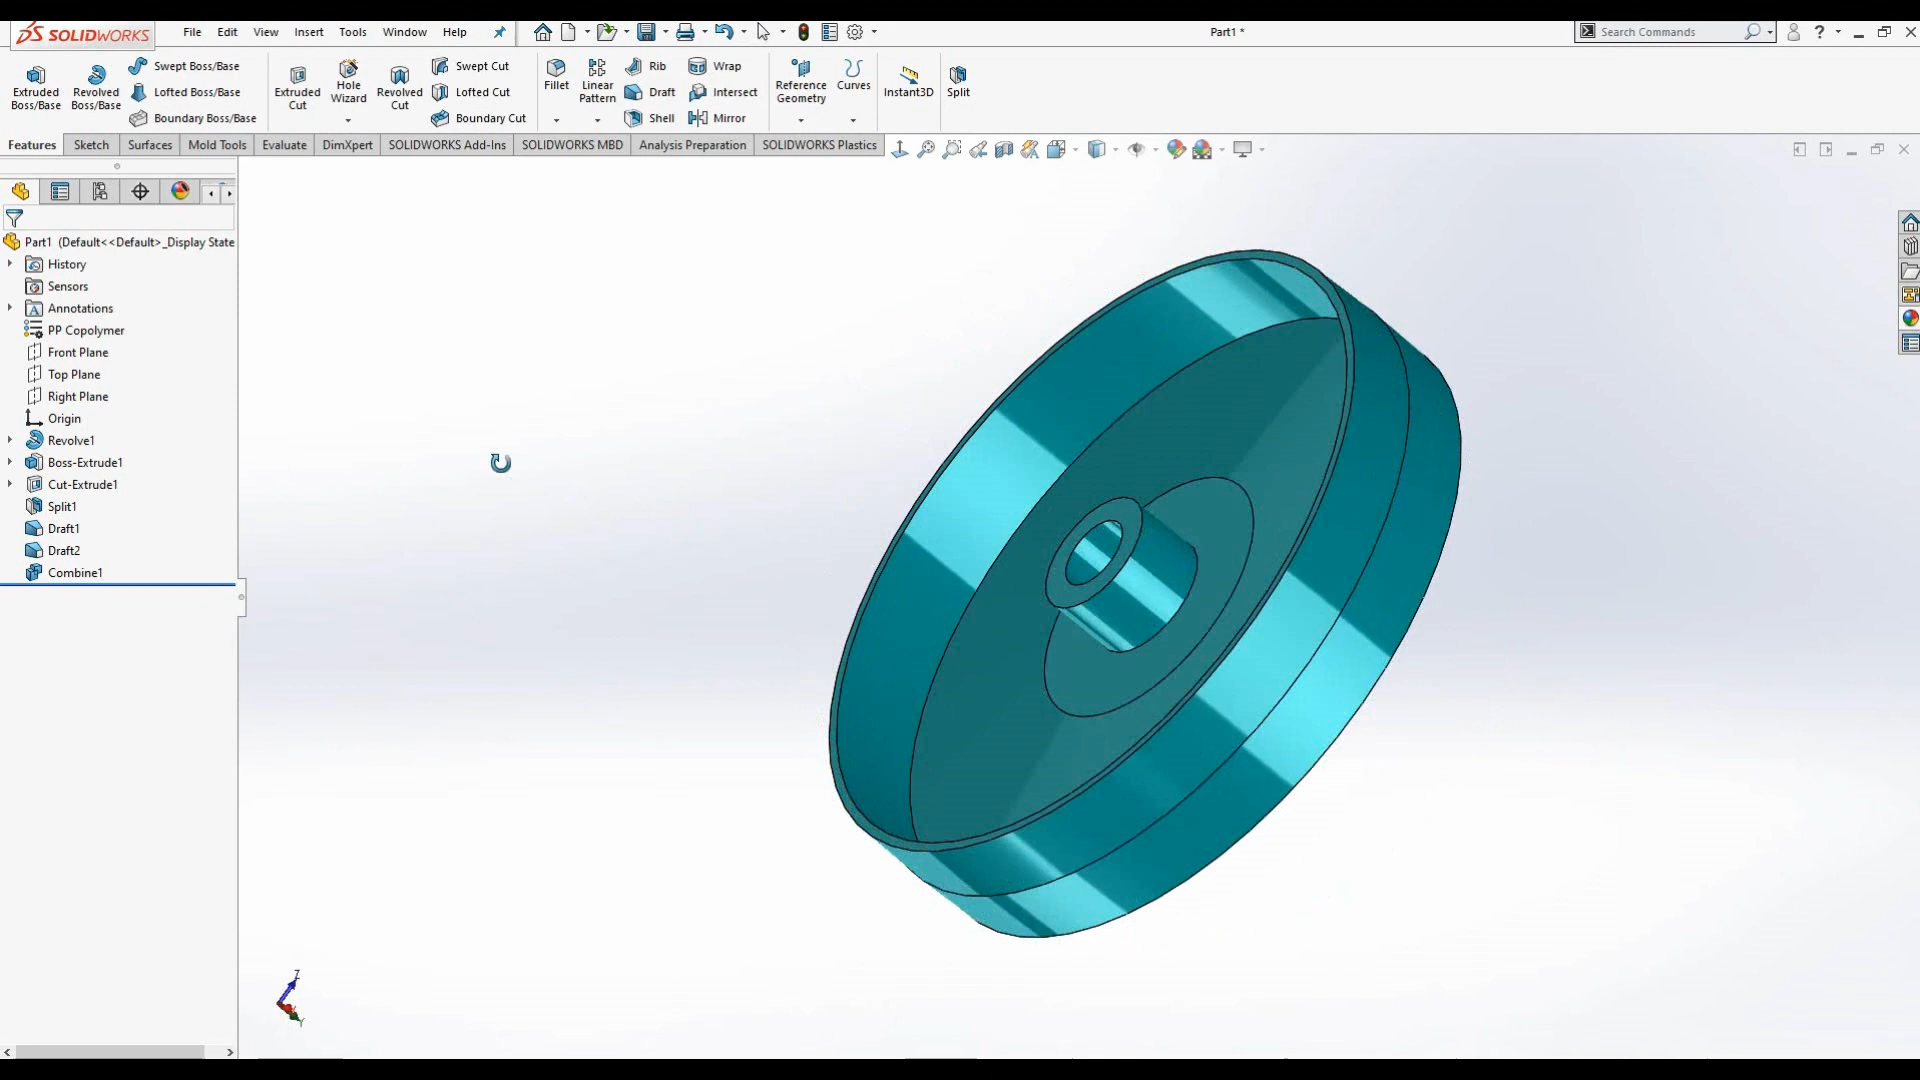 SOLIDWORKS
File Edit View Insert Tools Window Help
Part1 *
Search Commands
?
Extruded Boss/Base
Revolved Boss/Base
Swept Boss/Base
Lofted Boss/Base
Boundary Boss/Base
Extruded Cut
Hole Wizard
Revolved Cut
Swept Cut
Lofted Cut
Boundary Cut
Fillet
Linear Pattern
Rib
Draft
Shell
Wrap
Intersect
Mirror
Reference Geometry
Curves
Instant3D
Split
Features Sketch Surfaces Mold Tools Evaluate DimXpert SOLIDWORKS Add-Ins SOLIDWORKS MBD Analysis Preparation SOLIDWORKS Plastics
Part1 (Default<<Default>_Display State
History
Sensors
Annotations
PP Copolymer
Front Plane
Top Plane
Right Plane
Origin
Revolve1
Boss-Extrude1
Cut-Extrude1
Split1
Draft1
Draft2
Combine1
Z
Y